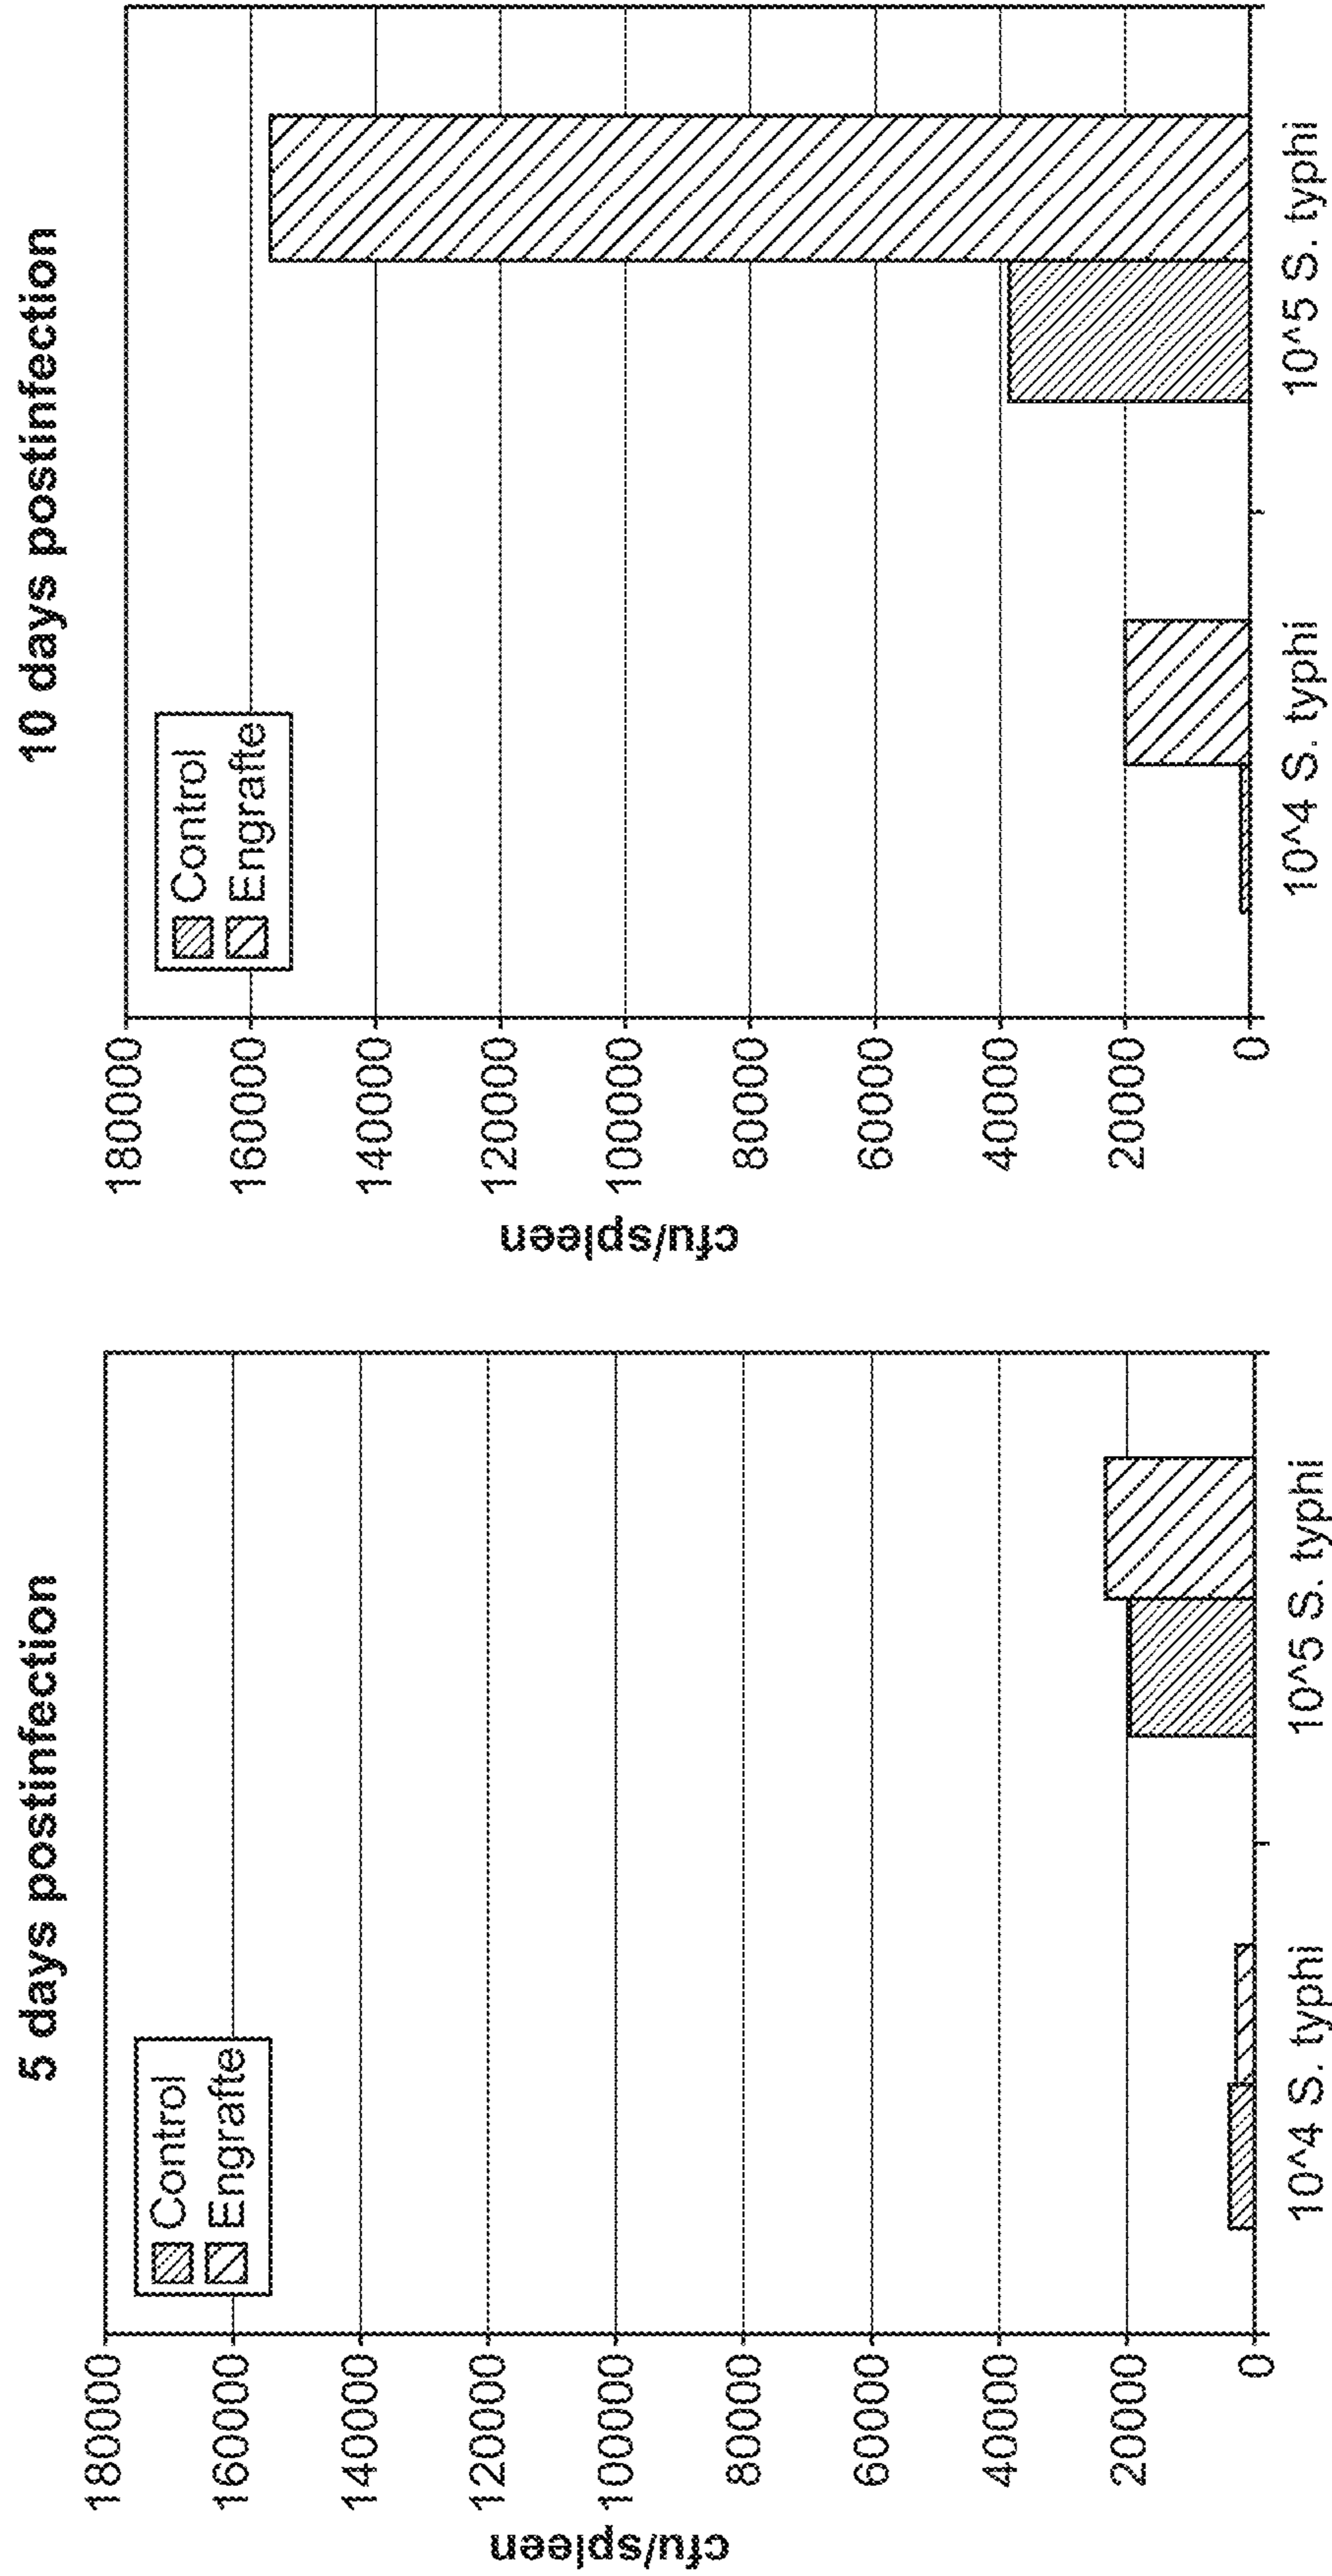 5 days postinfection
180000
160000
140000
120000
100000
80000
60000
40000
20000
0
cfu/spleen
Control
Engrafte
10^4 S. typhi
10^5 S. typhi
10 days postinfection
180000
160000
140000
120000
100000
80000
60000
40000
20000
0
cfu/spleen
Control
Engrafte
10^4 S. typhi
10^5 S. typhi